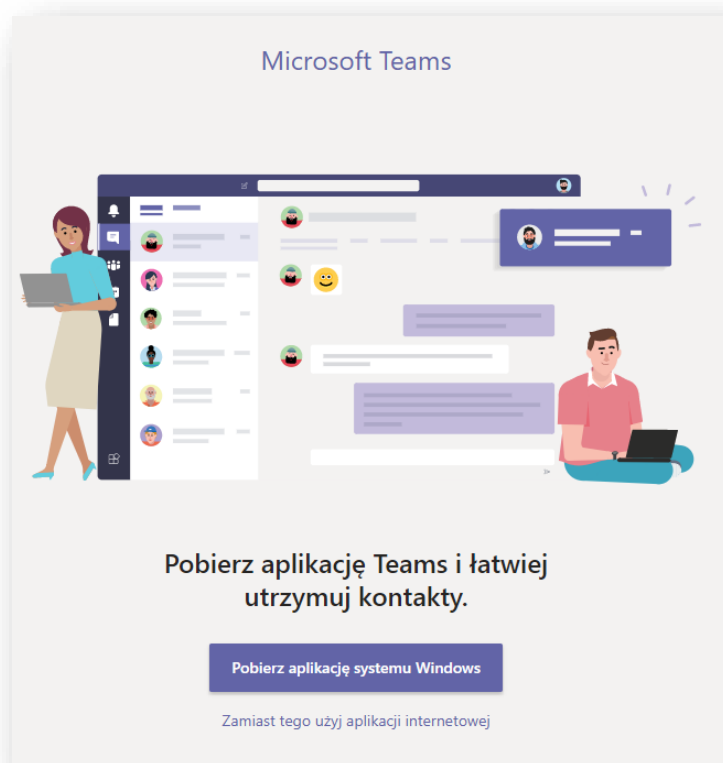 Microsoft Teams
Pobierz aplikację Teams i łatwiej
utrzymuj kontakty.
Pobierz aplikację systemu Windows
Zamiast tego użyj aplikacji internetowej